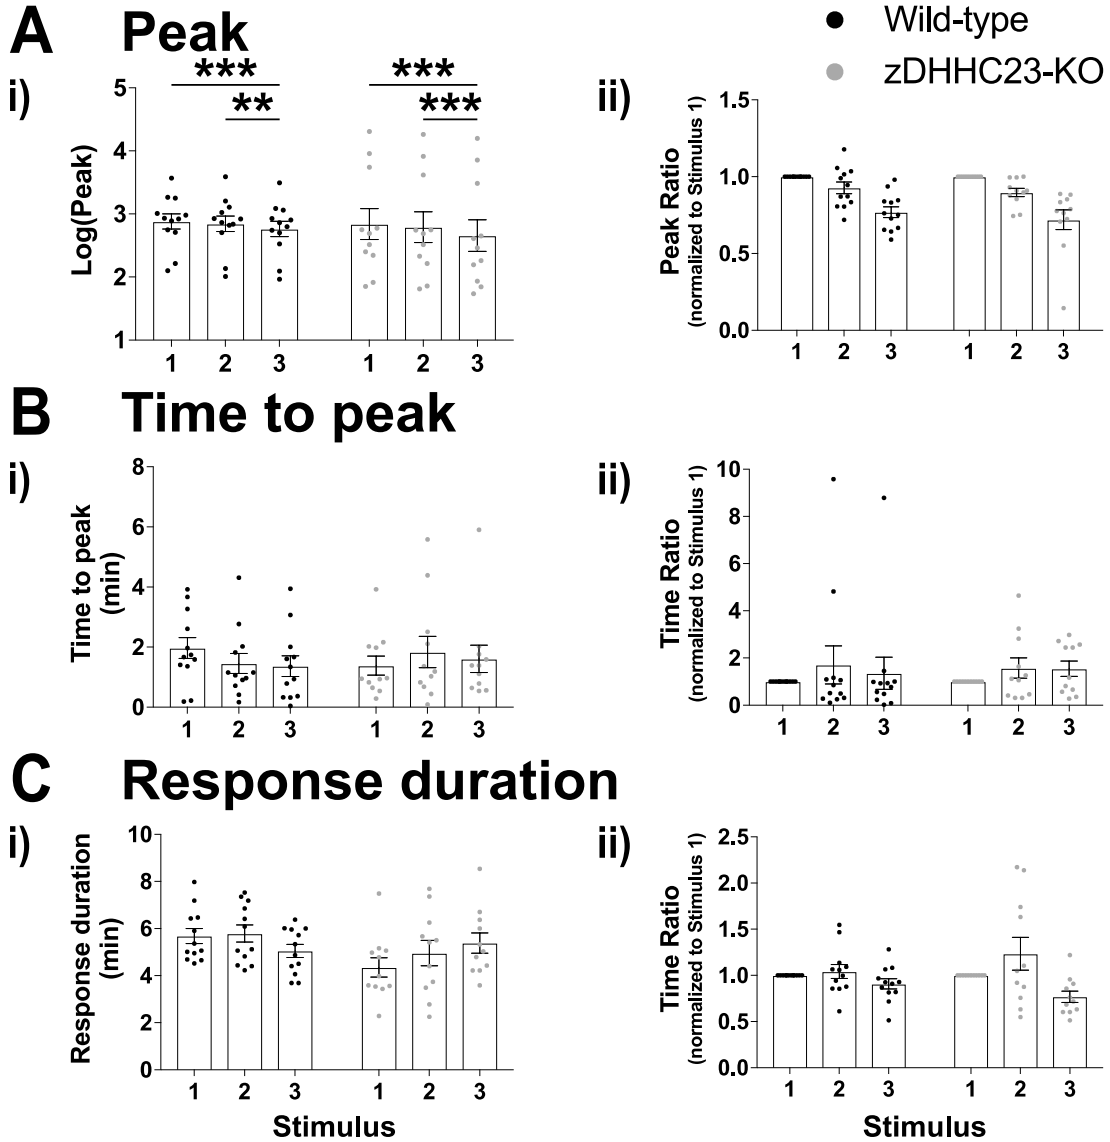 A Peak
Wild-type
zDHHC23-KO
i)
*** ***
** ***
Log(Peak)
5
4
3
2
1
1 2 3 1 2 3
ii)
Peak Ratio
(normalized to Stimulus 1)
1.5
1.0
0.5
0.0
1 2 3 1 2 3
B Time to peak
i)
Time to peak
(min)
8
6
4
2
0
1 2 3 1 2 3
ii)
Time Ratio
(normalized to Stimulus 1)
10
8
6
4
2
0
1 2 3 1 2 3
C Response duration
i)
Response duration
(min)
10
8
6
4
2
0
1 2 3 1 2 3
Stimulus
ii)
Time Ratio
(normalized to Stimulus 1)
2.5
2.0
1.5
1.0
0.5
0.0
1 2 3 1 2 3
Stimulus